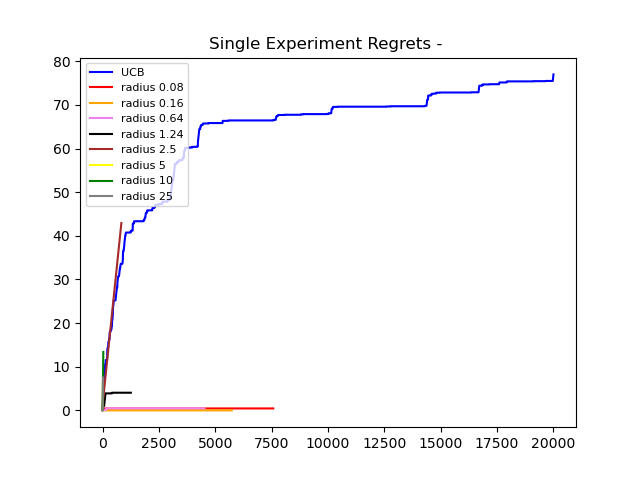 Single Experiment Regrets -
80
70
60
50
40
30
20
10
0
UCB
radius 0.08
radius 0.16
radius 0.64
radius 1.24
radius 2.5
radius 5
radius 10
radius 25
0 2500 5000 7500 10000 12500 15000 17500 20000